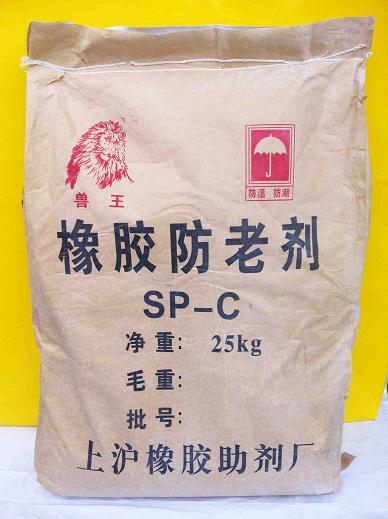 兽王
防湿 防潮
橡胶防老剂
SP-C
净重: 25kg
毛重:
批号:
上沪橡胶助剂厂